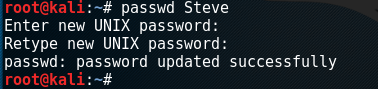 root@kali:~# passwd Steve
Enter new UNIX password:
Retype new UNIX password:
passwd: password updated successfully
root@kali:~#